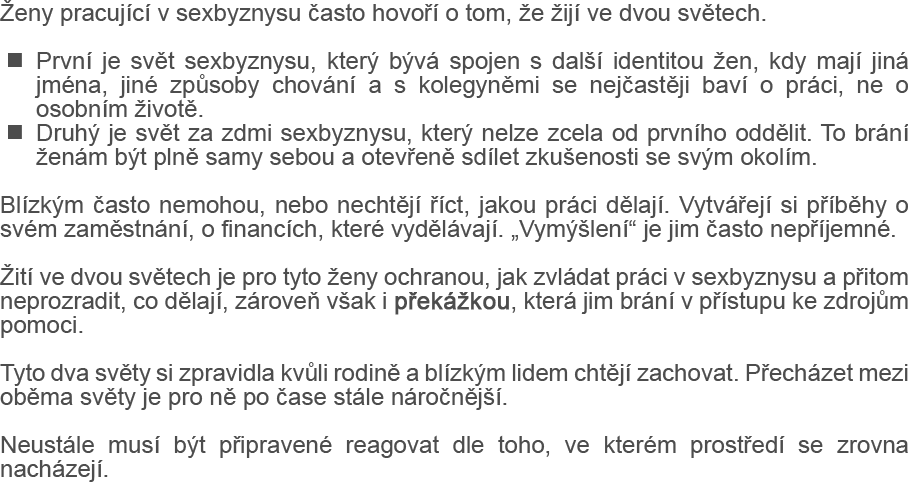 Ženy pracující v sexbyznysu často hovoří o tom, že žijí ve dvou světech.
■ První je svět sexbyznysu, který bývá spojen s další identitou žen, kdy mají jiná
jména, jiné způsoby chování a s kolegyněmi se nejčastěji baví o práci, ne o
osobním životě.
■ Druhý je svět za zdmi sexbyznysu, který nelze zcela od prvního oddělit. To brání
ženám být plně samy sebou a otevřeně sdílet zkušenosti se svým okolím.
Blízkým často nemohou, nebo nechtějí říct, jakou práci dělají. Vytvářejí si příběhy o
svém zaměstnání, o financích, které vydělávají. „Vymýšlení“ je jim často nepříjemné.
Žití ve dvou světech je pro tyto ženy ochranou, jak zvládat práci v sexbyznysu a přitom
neprozradit, co dělají, zároveň však i překážkou, která jim brání v přístupu ke zdrojům
pomoci.
Tyto dva světy si zpravidla kvůli rodině a blízkým lidem chtějí zachovat. Přecházet mezi
oběma světy je pro ně po čase stále náročnější.
Neustále musí být připravené reagovat dle toho, ve kterém prostředí se zrovna
nacházejí.